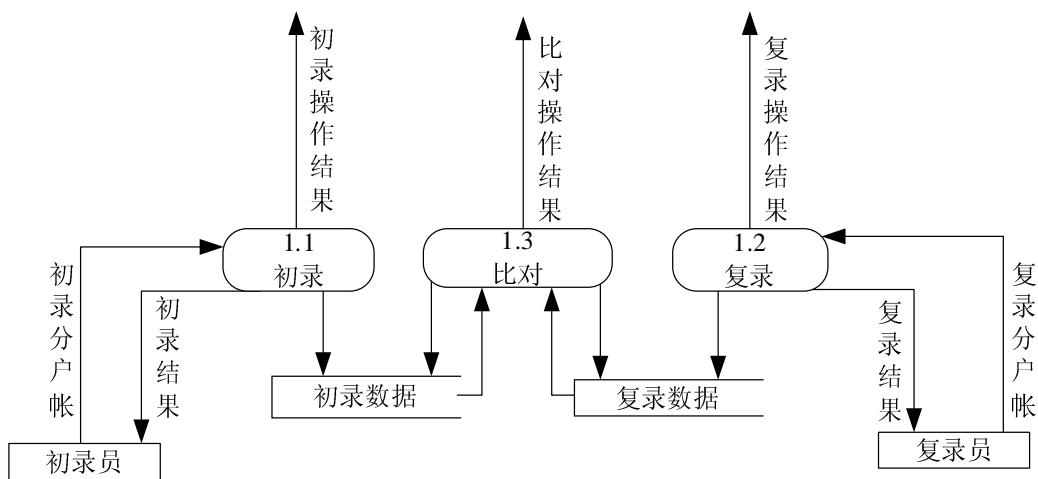 初录操作结果
比对操作结果
复录操作结果
1.1
初录
1.3
比对
1.2
复录
初录分户帐
初录结果
复录结果
复录分户帐
初录数据
复录数据
初录员
复录员